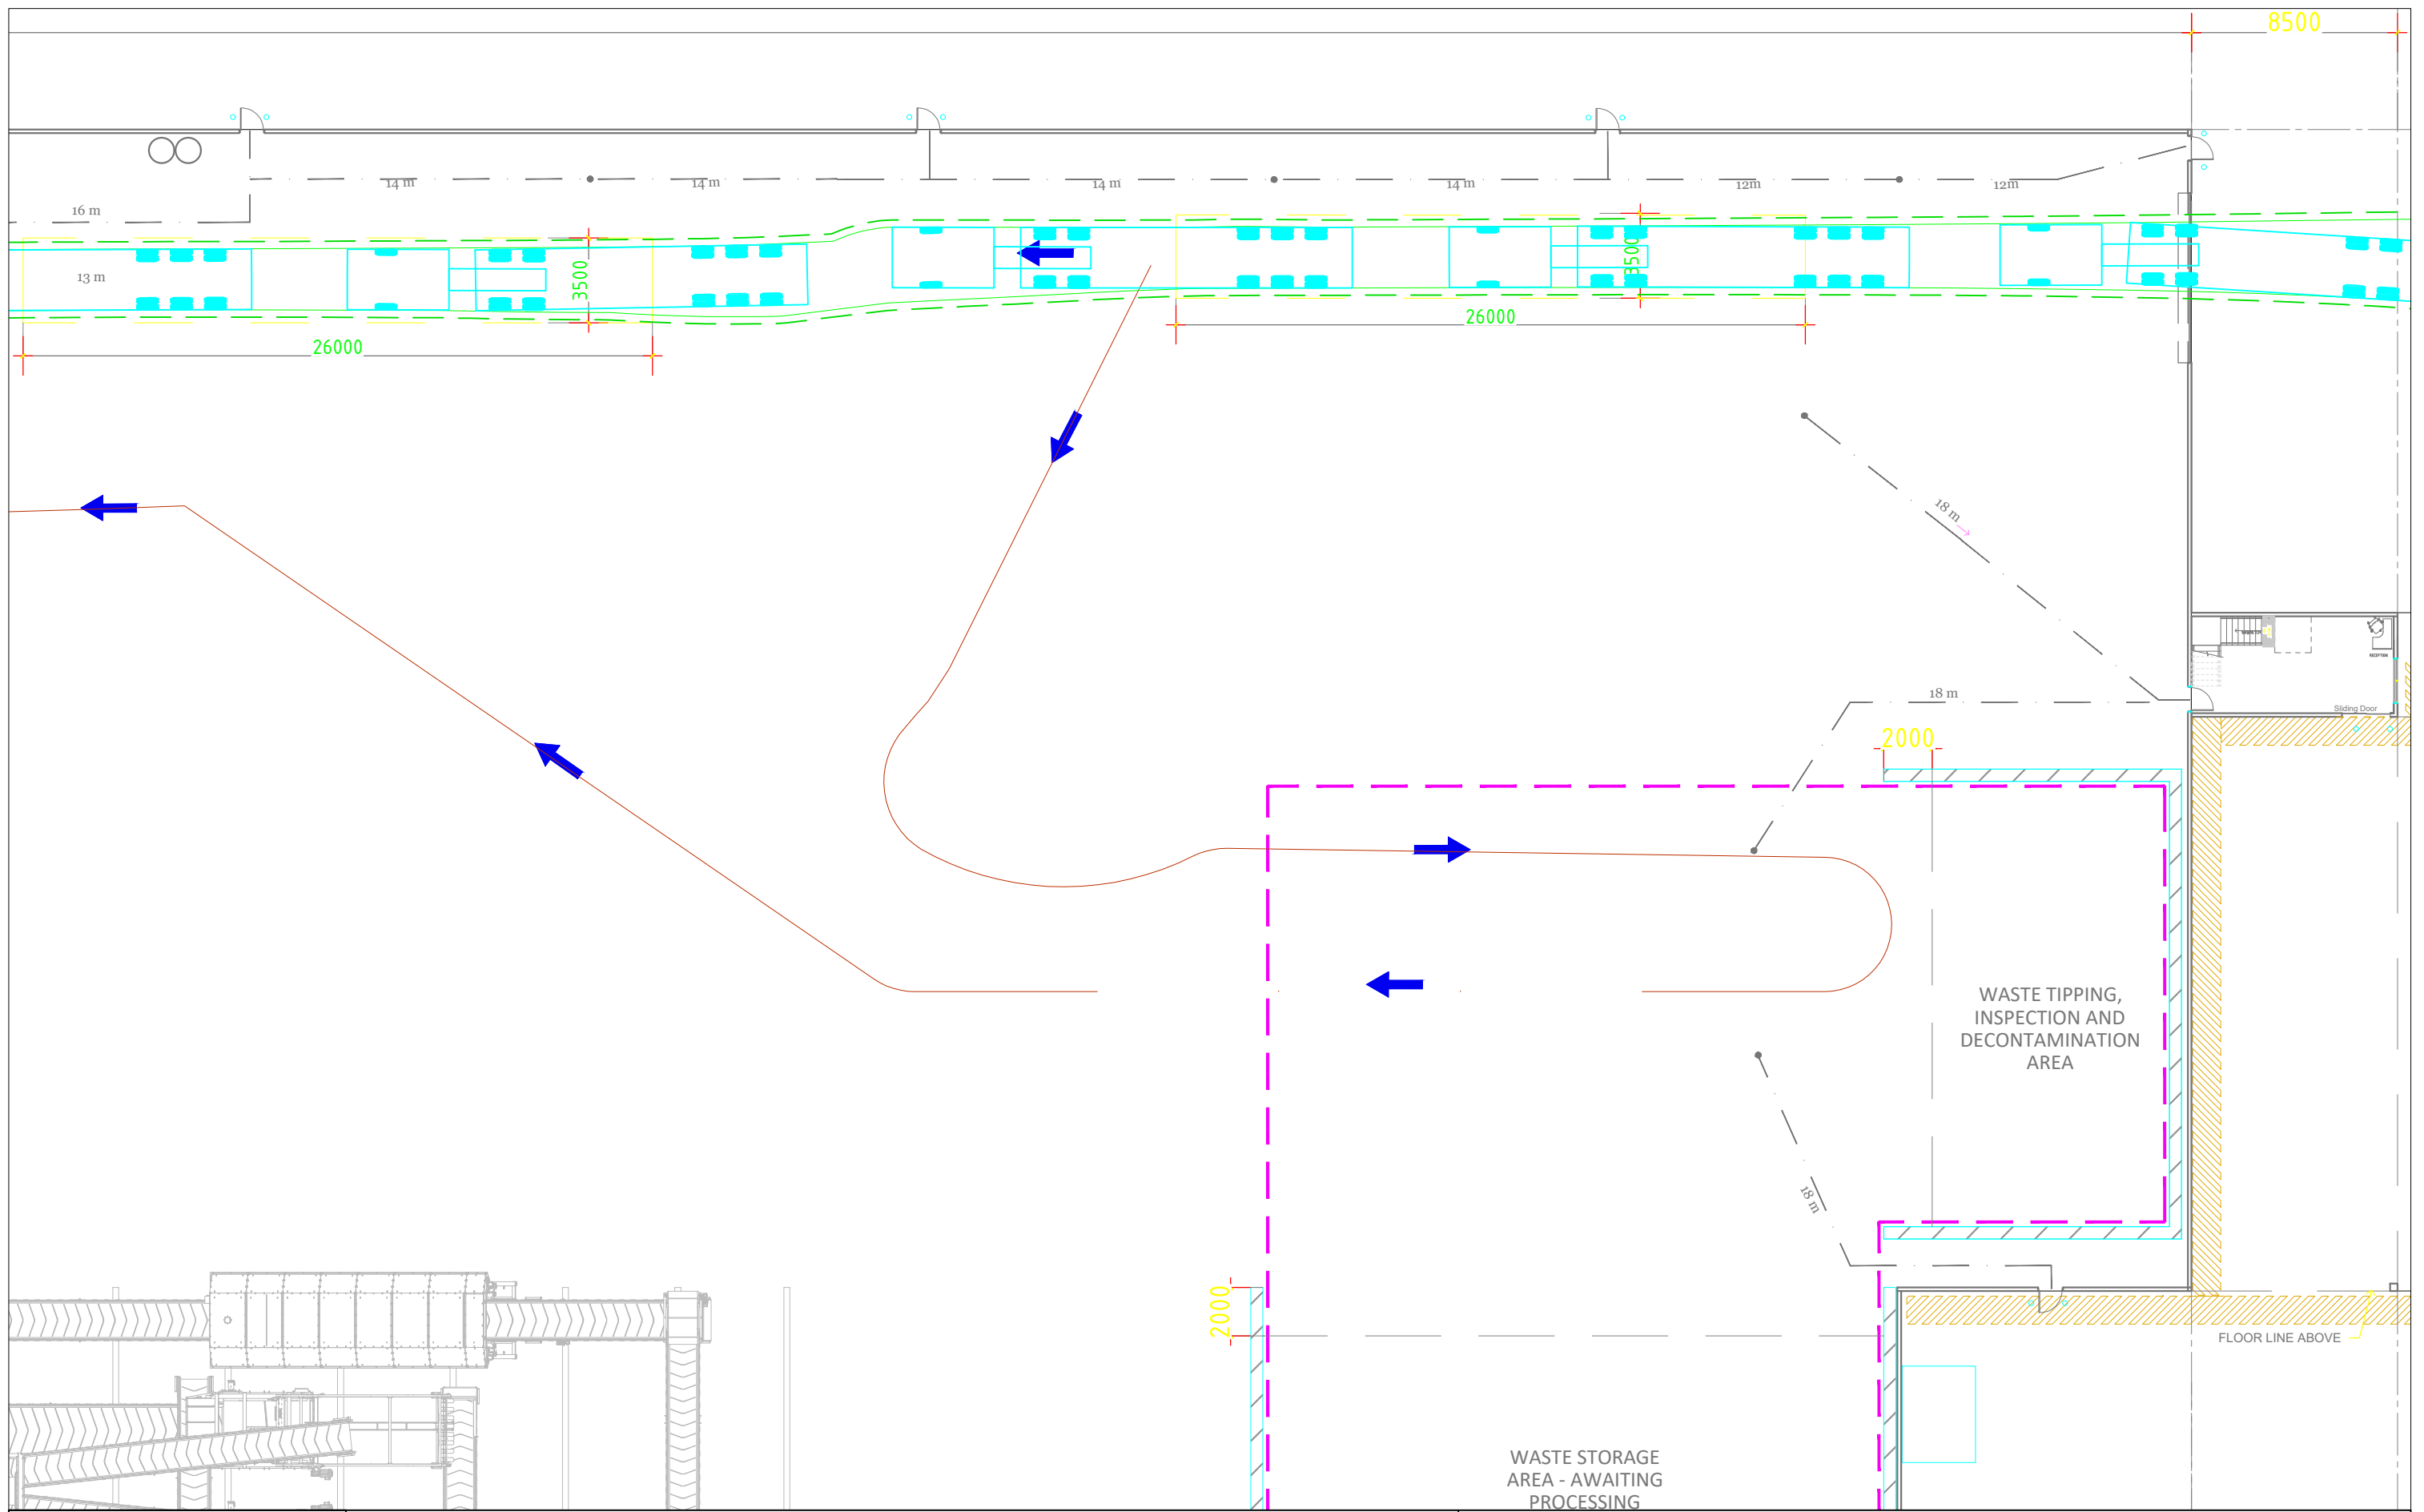 8500
14 m
14 m
14 m
14 m
12m
12m
16 m
13 m
3500
3500
26000
26000
18 m
RECEPTION
18 m
Sliding Door
2000
WASTE TIPPING,
INSPECTION AND
DECONTAMINATION
AREA
18 m
2000
FLOOR LINE ABOVE
WASTE STORAGE
AREA - AWAITING
PROCESSING